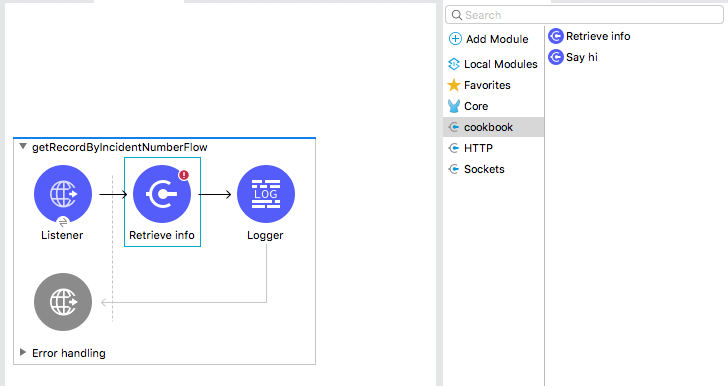 Search
Add Module
Local Modules
Favorites
Core
cookbook
HTTP
Sockets
Retrieve info
Say hi
getRecordByIncidentNumberFlow
LOG
Listener
Retrieve info
Logger
Error handling